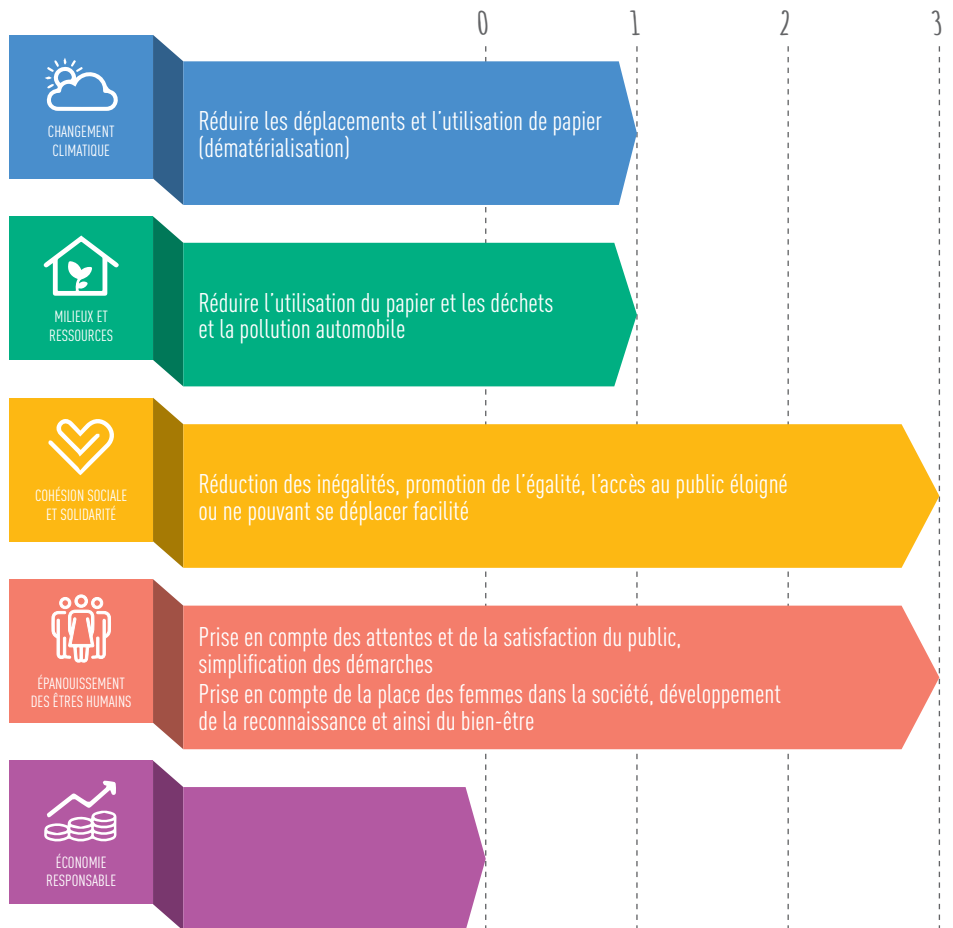 0 1 2 3
CHANGEMENT
CLIMATIQUE
Réduire les déplacements et l'utilisation de papier
(dématérialisation)
MILIEUX ET
RESSOURCES
Réduire l'utilisation du papier et les déchets
et la pollution automobile
COHÉSION SOCIALE
ET SOLIDARITÉ
Réduction des inégalités, promotion de l'égalité, l'accès au public éloigné
ou ne pouvant se déplacer facilité
ÉPANOUISSEMENT
DES ÊTRES HUMAINS
Prise en compte des attentes et de la satisfaction du public,
simplification des démarches
Prise en compte de la place des femmes dans la société, développement
de la reconnaissance et ainsi du bien-être
ÉCONOMIE
RESPONSABLE